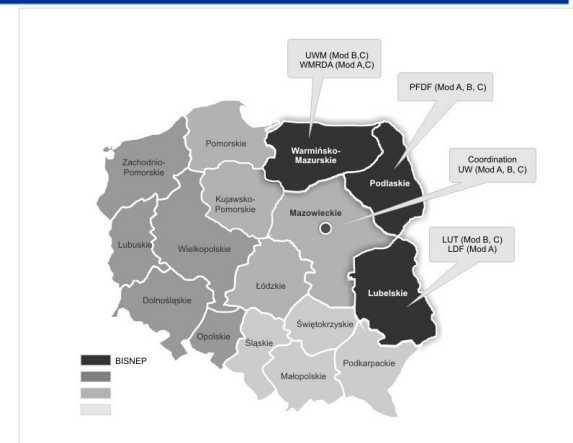 UWM (Mod B,C)
WMRDA (Mod A,C)
PFDF (Mod A, B, C)
Coordination
UW (Mod A, B, C)
LUT (Mod B, C)
LDF (Mod A)
Pomorskie
Zachodnio-
Pomorskie
Warmińsko-
Mazurskie
Podlaskie
Kujawsko-
Pomorskie
Mazowieckie
Lubuskie
Wielkopolskie
Łódzkie
Lubelskie
Dolnośląskie
Opolskie
Śląskie
Świętokrzyskie
Małopolskie
Podkarpackie
BISNEP